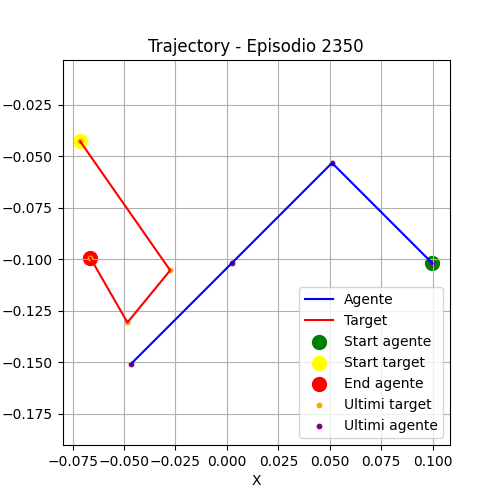 Trajectory - Episodio 2350
−0.025
−0.050
−0.075
−0.100
−0.125
−0.150
−0.175
Agente
Target
Start agente
Start target
End agente
Ultimi target
Ultimi agente
−0.075 −0.050 −0.025 0.000 0.025 0.050 0.075 0.100
X